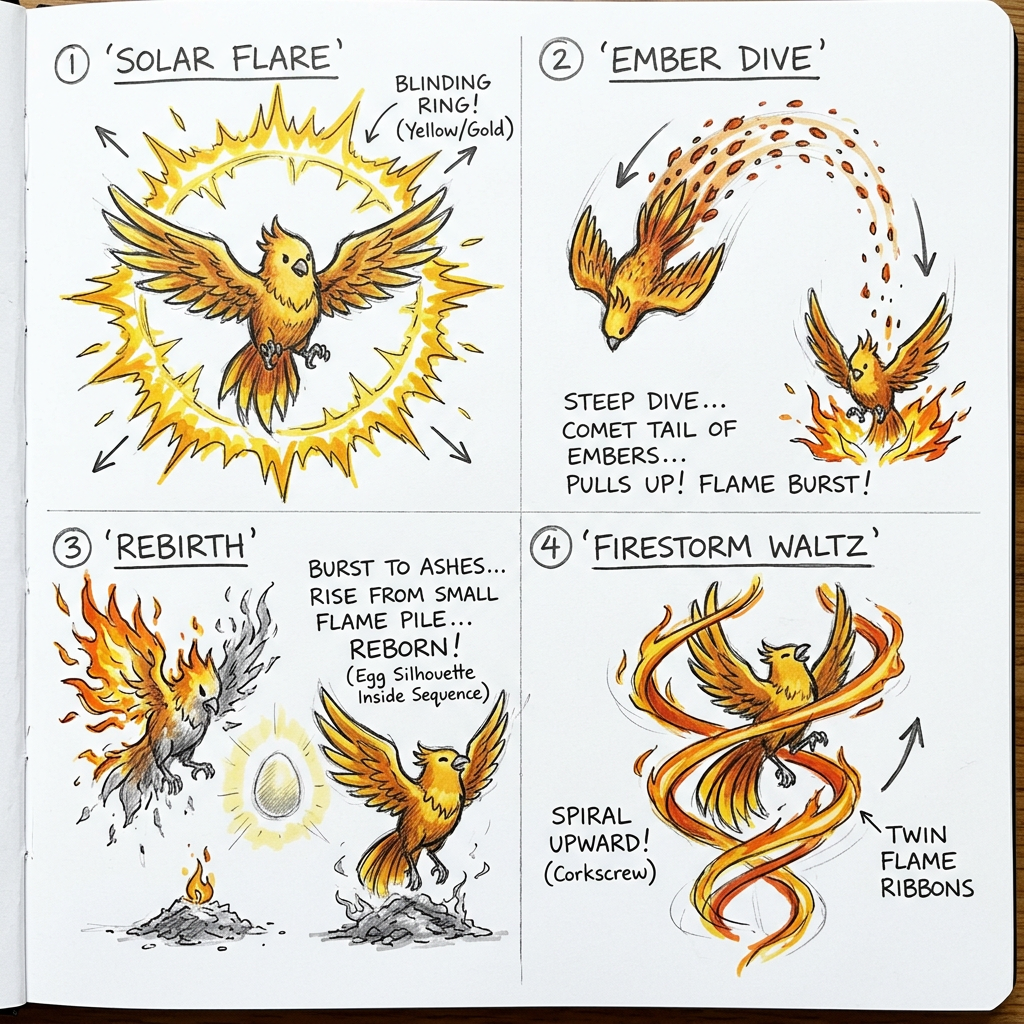 ① 'SOLAR FLARE'
BLINDING
RING!
(Yellow/Gold)
② 'EMBER DIVE'
STEEP DIVE...
COMET TAIL OF
EMBERS...
PULLS UP! FLAME BURST!
③ 'REBIRTH'
BURST TO ASHES...
RISE FROM SMALL
FLAME PILE...
REBORN!
(Egg Silhouette
Inside Sequence)
④ 'FIRESTORM WALTZ'
SPIRAL
UPWARD!
(Corkscrew)
TWIN
FLAME
RIBBONS